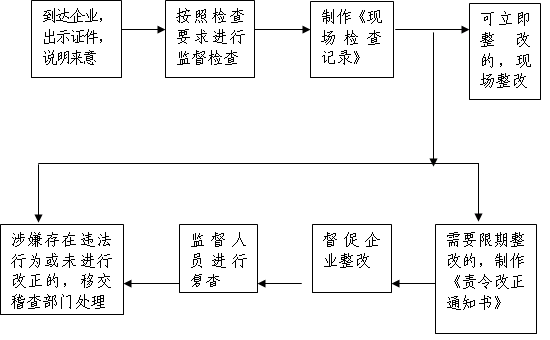 到达企业，
出示证件，
说明来意
按照检查
要求进行
监督检查
制作《现
场检查
记录》
可立即
整改
的，现
场整改
涉嫌存在违法
行为或未进行
改正的，移交
稽查部门处理
监督人
员进行
复查
督促企
业整改
需要限期整
改的，制作
《责令改正
通知书》